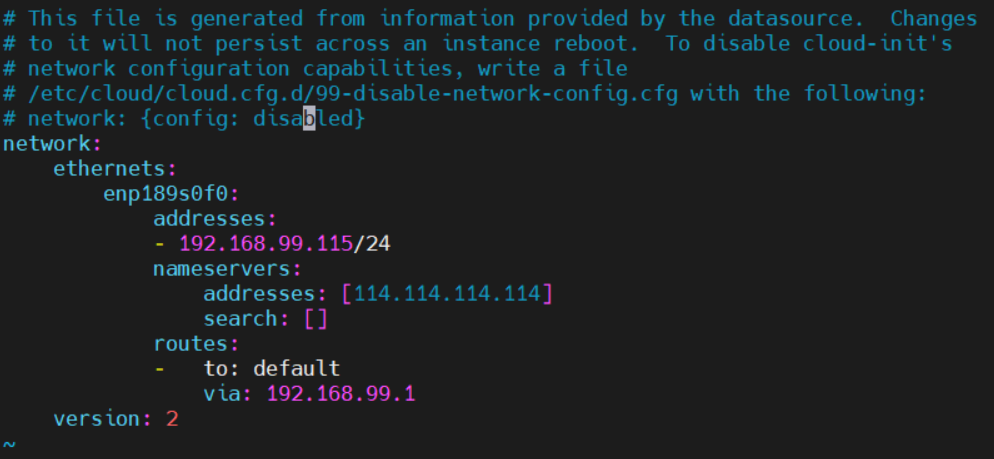 # This file is generated from information provided by the datasource.  Changes
# to it will not persist across an instance reboot.  To disable cloud-init's
# network configuration capabilities, write a file
# /etc/cloud/cloud.cfg.d/99-disable-network-config.cfg with the following:
# network: {config: disabled}
network:
    ethernets:
        enp189s0f0:
            addresses:
            - 192.168.99.115/24
            nameservers:
                addresses: [114.114.114.114]
                search: []
            routes:
            -   to: default
                via: 192.168.99.1
    version: 2
~